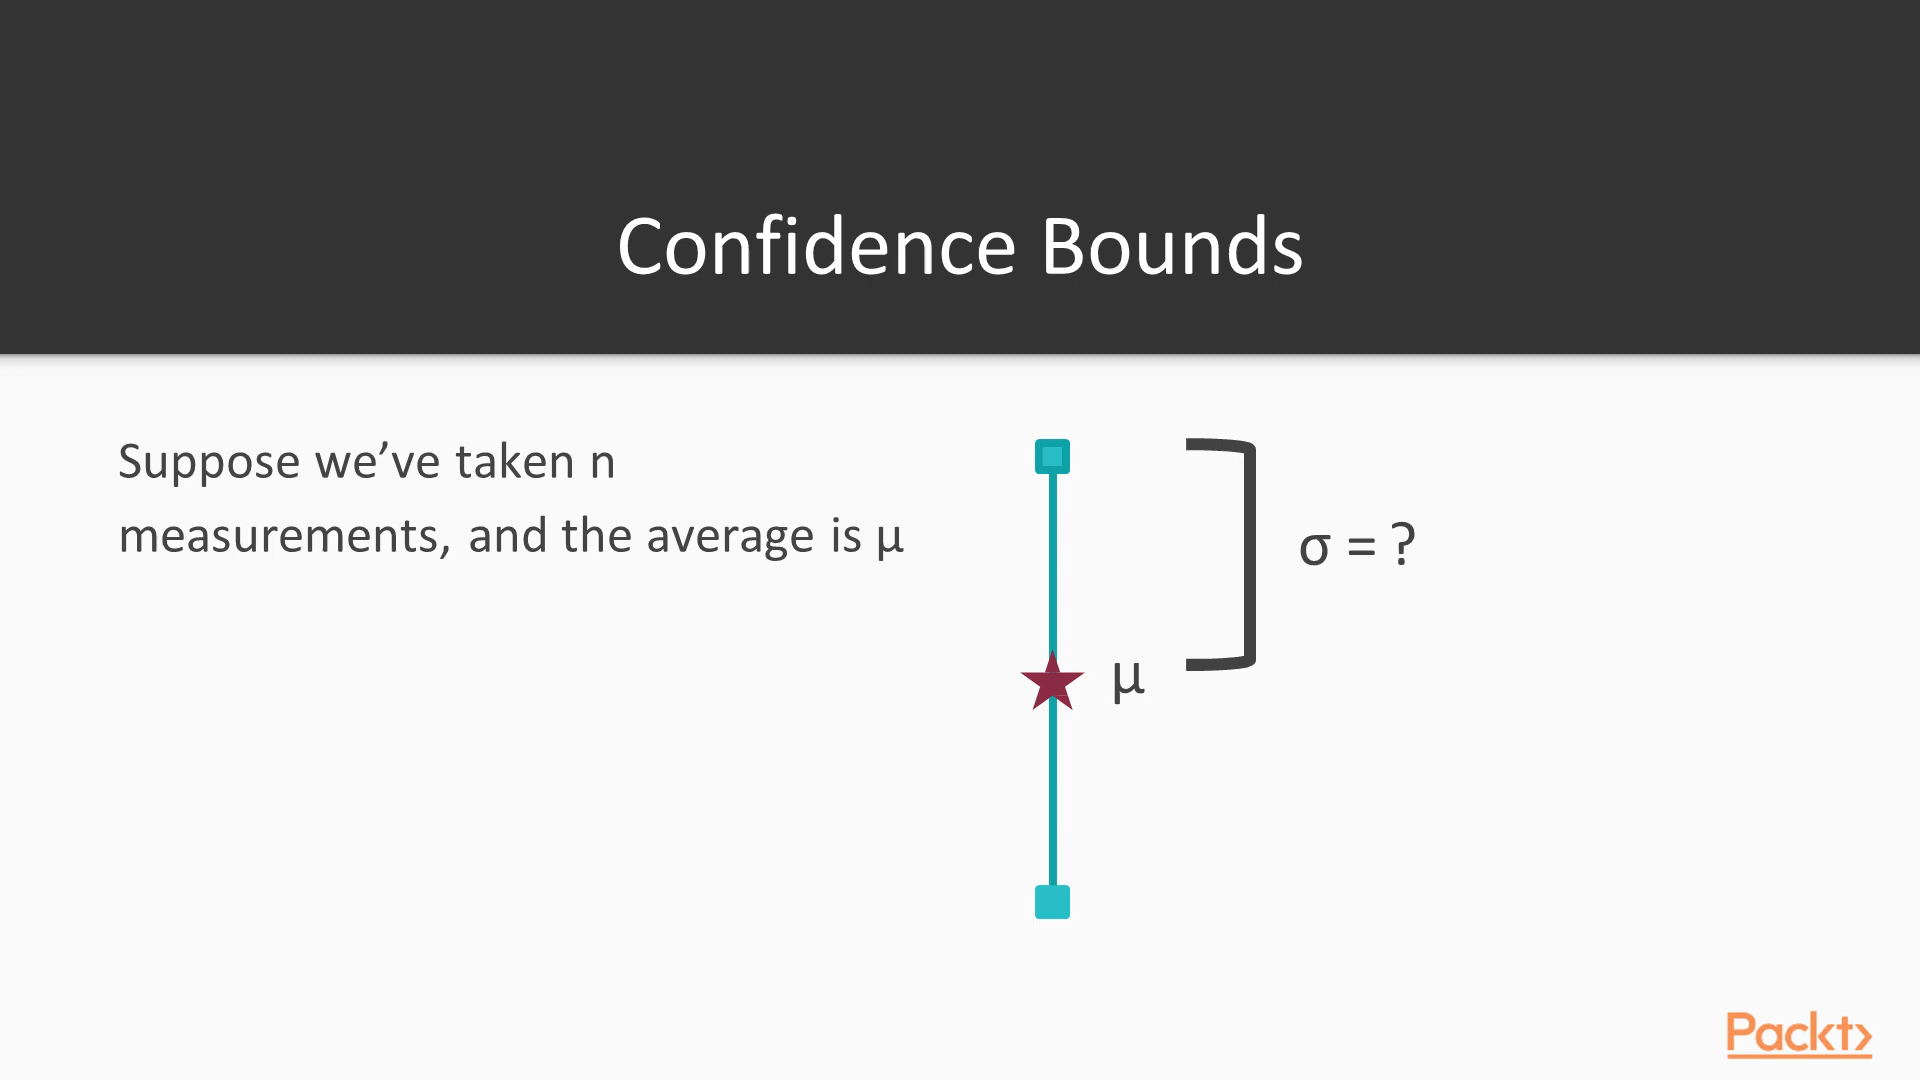 Confidence Bounds
Suppose we’ve taken n
measurements, and the average is μ
σ = ?
μ
Packt>